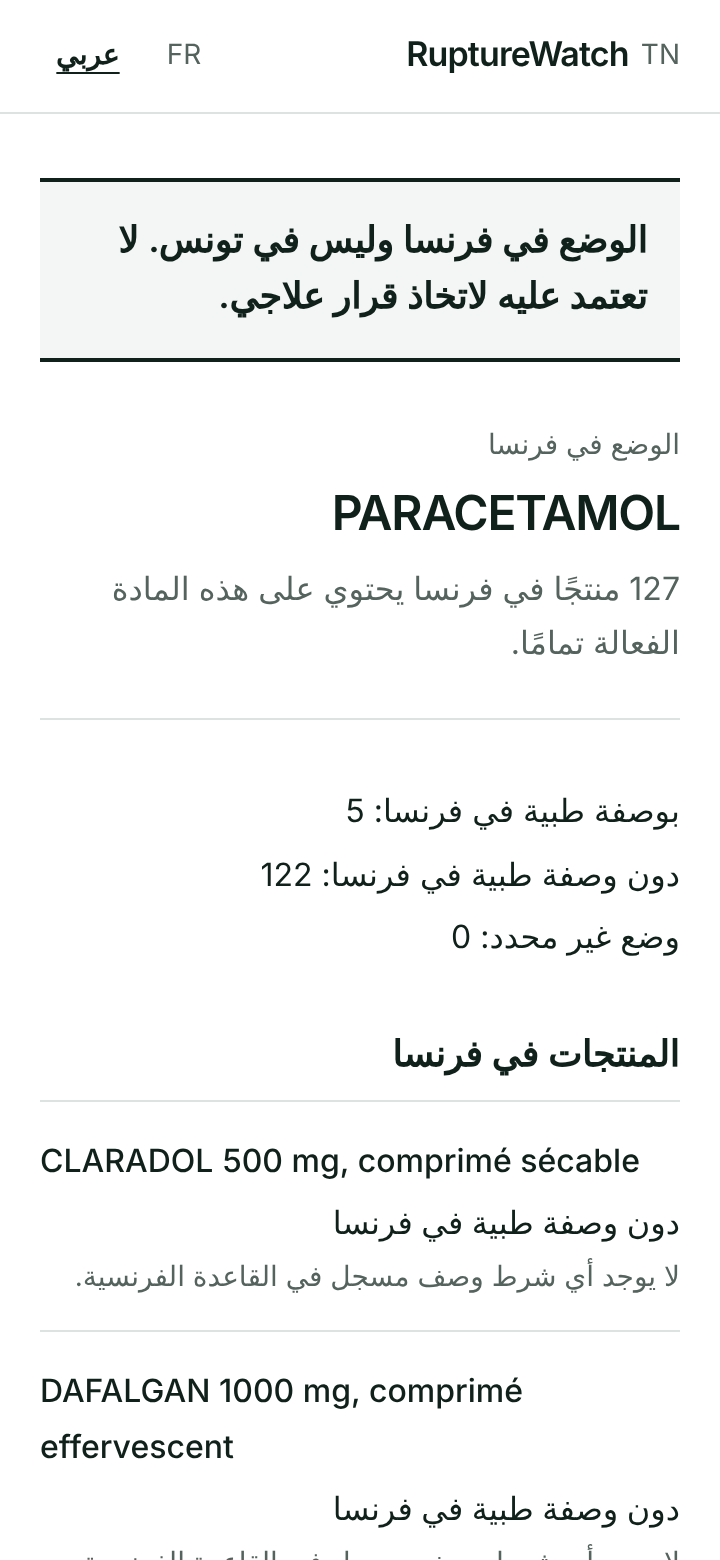 RuptureWatch TN
FR
عربي
الوضع في فرنسا وليس في تونس. لا
تعتمد عليه لاتخاذ قرار علاجي.
الوضع في فرنسا
PARACETAMOL
127 منتجًا في فرنسا يحتوي على هذه المادة
الفعالة تمامًا.
بوصفة طبية في فرنسا: 5
دون وصفة طبية في فرنسا: 122
وضع غير محدد: 0
المنتجات في فرنسا
CLARADOL 500 mg, comprimé sécable
دون وصفة طبية في فرنسا
لا يوجد أي شرط وصف مسجل في القاعدة الفرنسية.
DAFALGAN 1000 mg, comprimé
effervescent
دون وصفة طبية في فرنسا